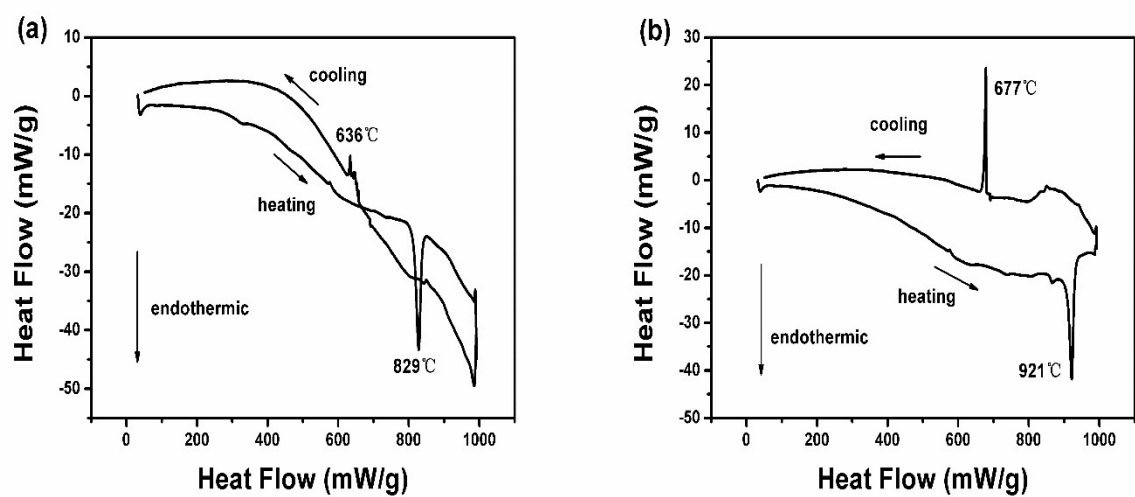 (a)
10
0
-10
-20
-30
-40
-50
Heat Flow (mW/g)
cooling
636℃
heating
endothermic
829℃
0 200 400 600 800 1000
Heat Flow (mW/g)
(b)
30
20
10
0
-10
-20
-30
-40
-50
Heat Flow (mW/g)
677℃
cooling
heating
endothermic
921℃
0 200 400 600 800 1000
Heat Flow (mW/g)